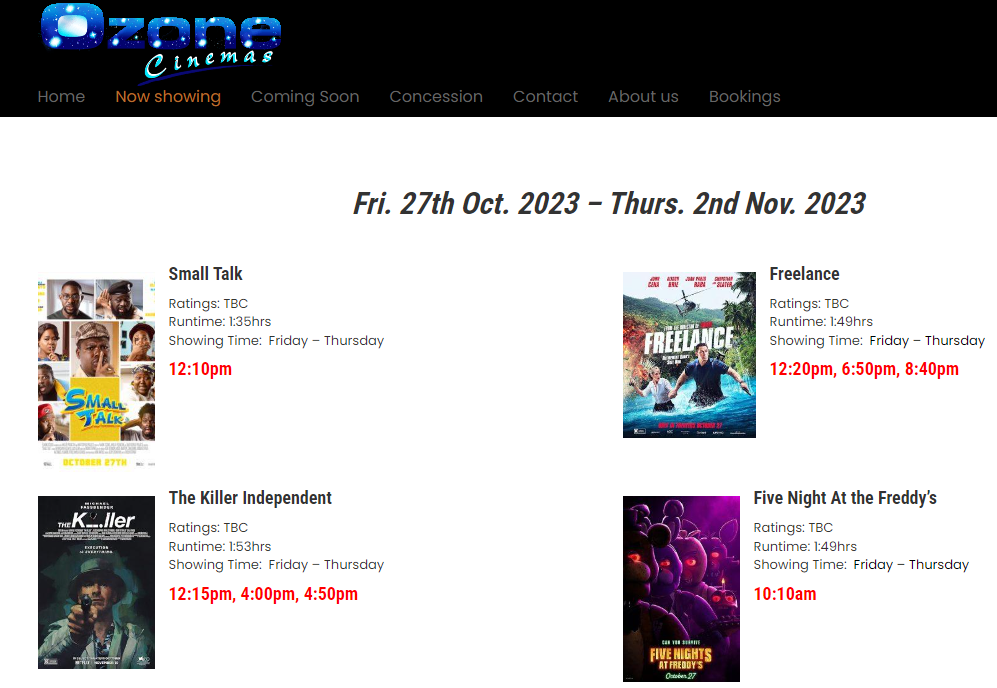 Ozone
Cinemas
Home Now showing Coming Soon Concession Contact About us Bookings
Fri. 27th Oct. 2023 – Thurs. 2nd Nov. 2023
SMALL TALK
OCTOBER 27TH
Small Talk
Ratings: TBC
Runtime: 1:35hrs
Showing Time: Friday – Thursday
12:10pm
JOHN CENA ALISON BRIE JUAN PABLO RABA CHRISTIAN SLATER
FREELANCE
Freelance
Ratings: TBC
Runtime: 1:49hrs
Showing Time: Friday – Thursday
12:20pm, 6:50pm, 8:40pm
MICHAEL
FASSBENDER
THE K_.ller
EXECUTION
The Killer Independent
Ratings: TBC
Runtime: 1:53hrs
Showing Time: Friday – Thursday
12:15pm, 4:00pm, 4:50pm
CAN YOU SURVIVE
FIVE NIGHTS
AT FREDDY'S
October 27
Five Night At the Freddy’s
Ratings: TBC
Runtime: 1:49hrs
Showing Time: Friday – Thursday
10:10am